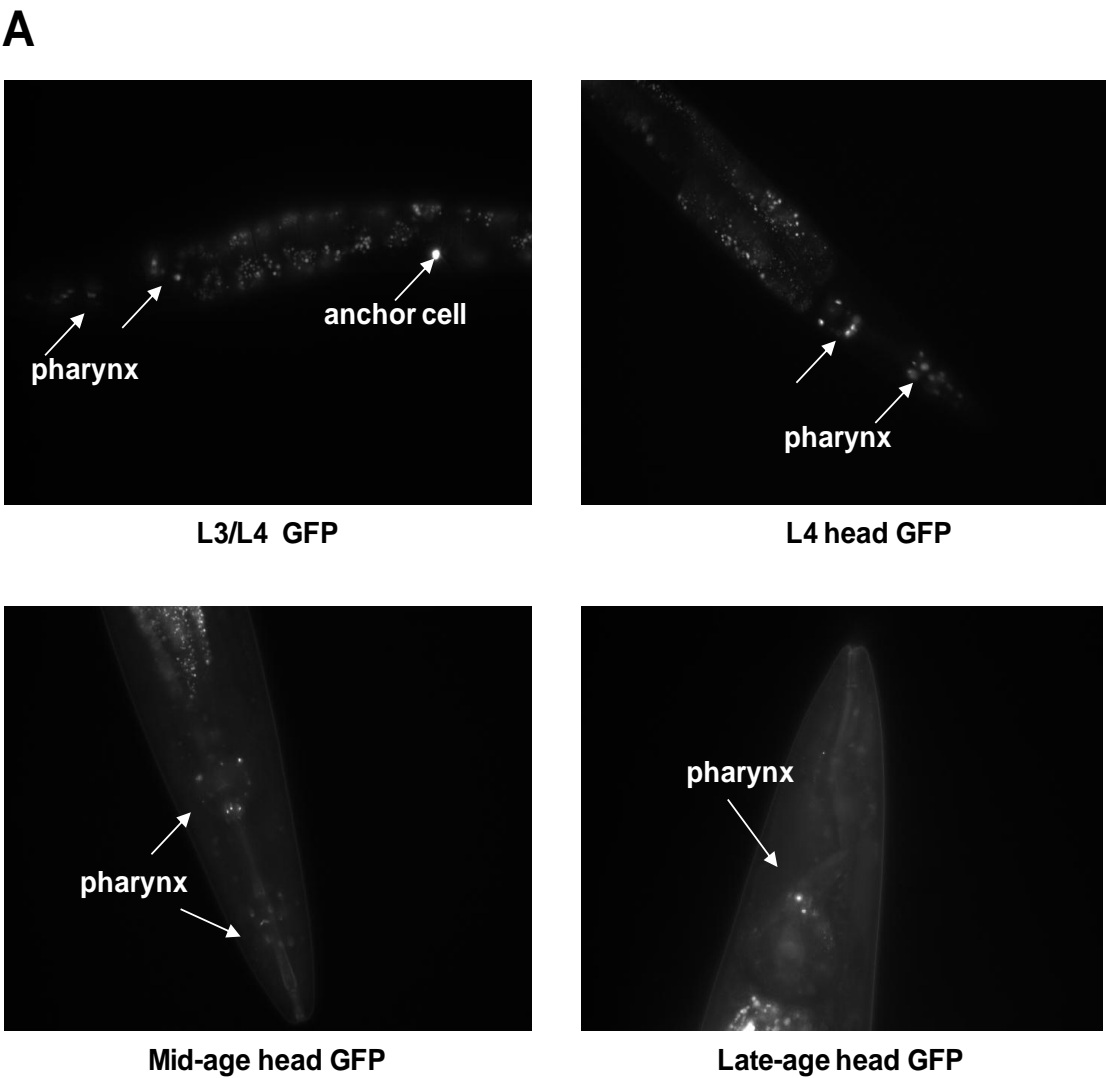 A
anchor cell
pharynx
pharynx
L3/L4 GFP
L4 head GFP
pharynx
pharynx
Mid-age head GFP
Late-age head GFP